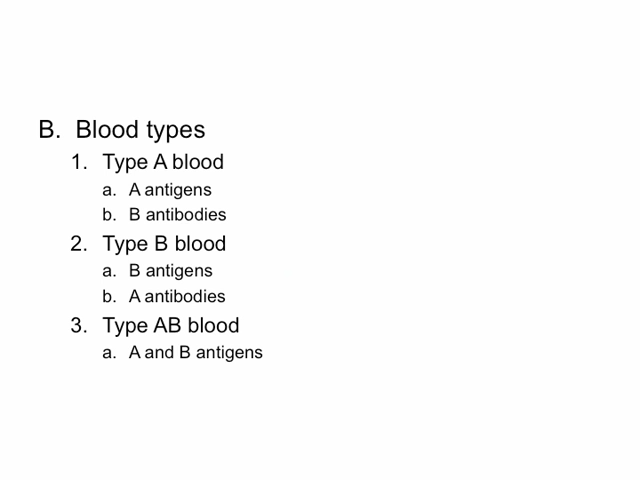 B. Blood types
1. Type A blood
a. A antigens
b. B antibodies
2. Type B blood
a. B antigens
b. A antibodies
3. Type AB blood
a. A and B antigens